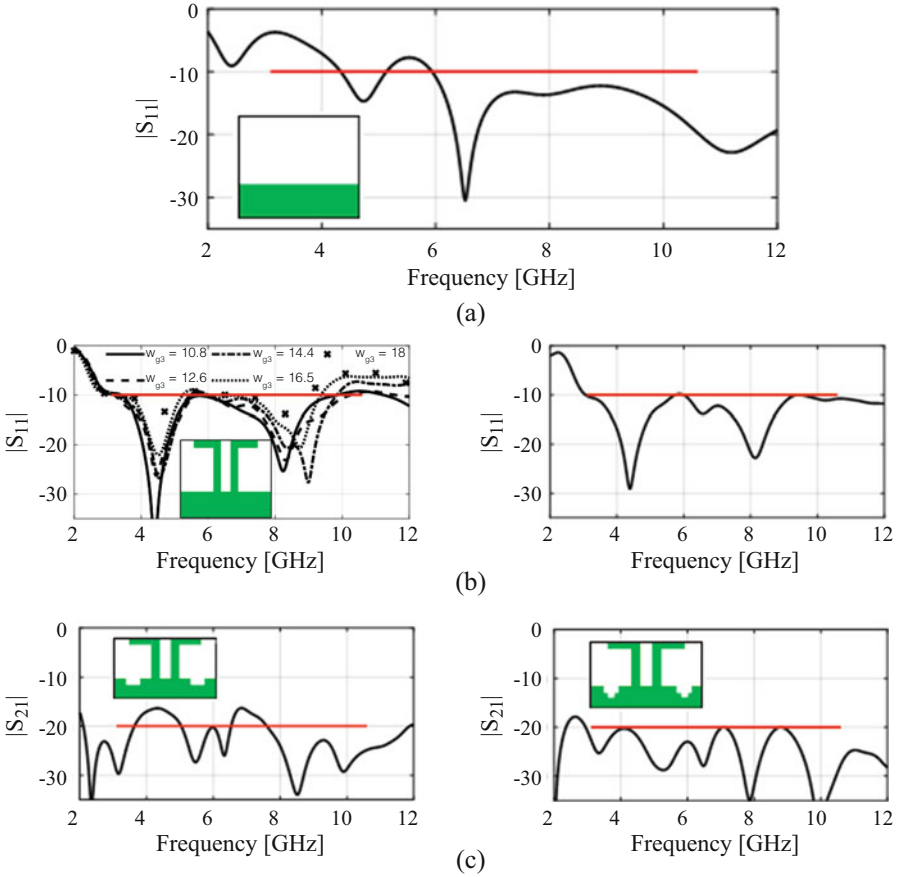 0
-10
-20
-30
|S11|
2 4 6 8 10 12
Frequency [GHz]
(a)
0
-10
-20
-30
|S11|
wg3 = 10.8 wg3 = 14.4 wg3 = 18
wg3 = 12.6 wg3 = 16.5
2 4 6 8 10 12
Frequency [GHz]
0
-10
-20
-30
|S11|
2 4 6 8 10 12
Frequency [GHz]
(b)
0
-10
-20
-30
|S21|
2 4 6 8 10 12
Frequency [GHz]
0
-10
-20
-30
|S21|
2 4 6 8 10 12
Frequency [GHz]
(c)